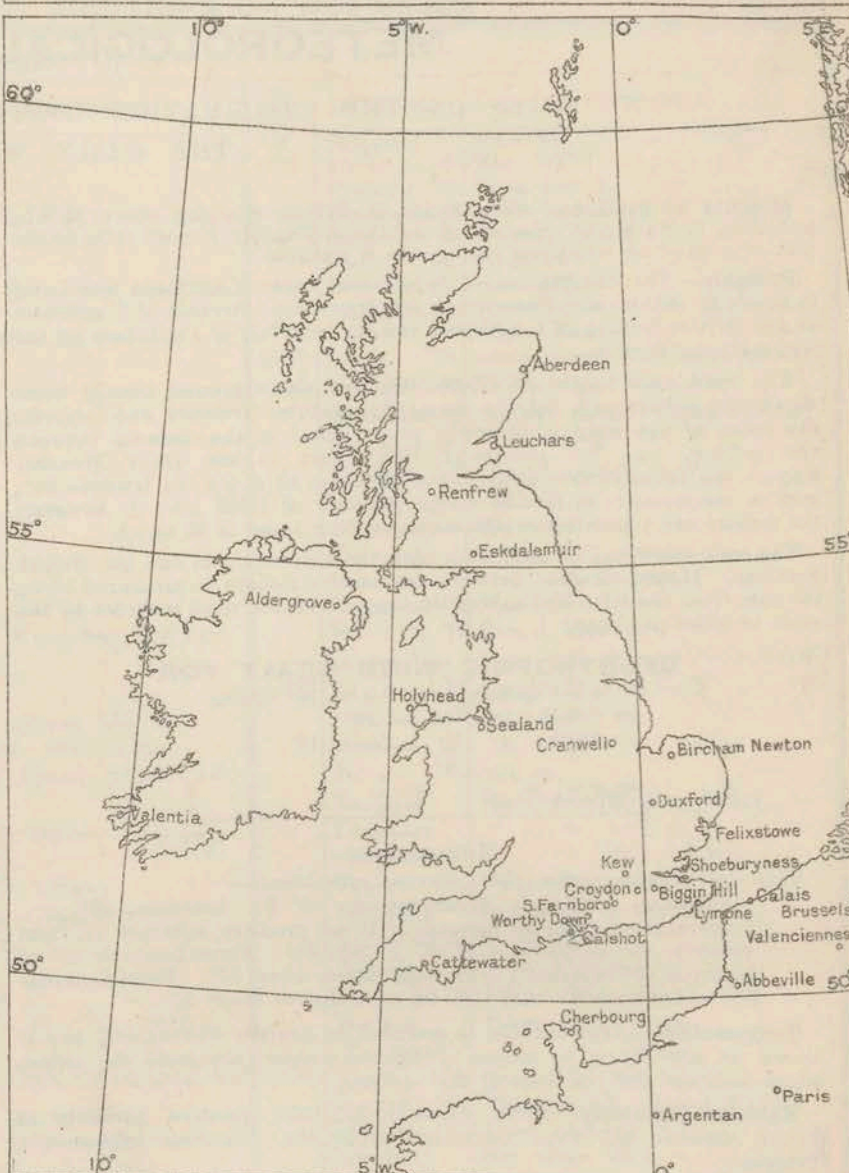 10° 5°W. 0° 5°
60°
Aberdeen
Leuchars
Renfrew
55° 55°
Eskdalemuir
Aldergrove
Holyhead
Sealand
Cranwell
Bircham Newton
Duxford
Valentia
Felixstowe
Kew Shoeburyness
Croydon Biggin Hill Calais
S.Farnboro Lympne Brussels
Worthy Down
Calshot Valenciennes
Cattewater
50° Abbeville 50°
Cherbourg
Paris
Argentan
10° 5°W. 0°